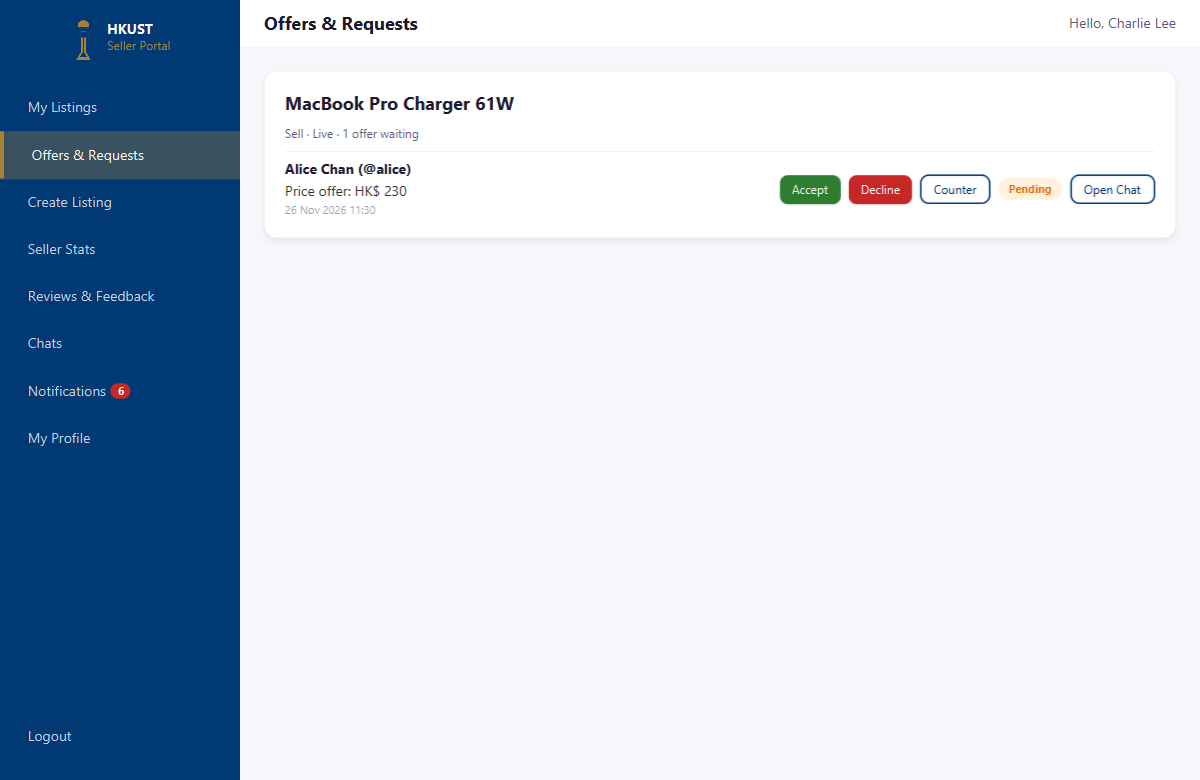 HKUST
Seller Portal
My Listings
Offers & Requests
Create Listing
Seller Stats
Reviews & Feedback
Chats
Notifications 6
My Profile
Logout
Offers & Requests
Hello, Charlie Lee
MacBook Pro Charger 61W
Sell · Live · 1 offer waiting
Alice Chan (@alice)
Price offer: HK$ 230
26 Nov 2026 11:30
Accept Decline Counter Pending Open Chat